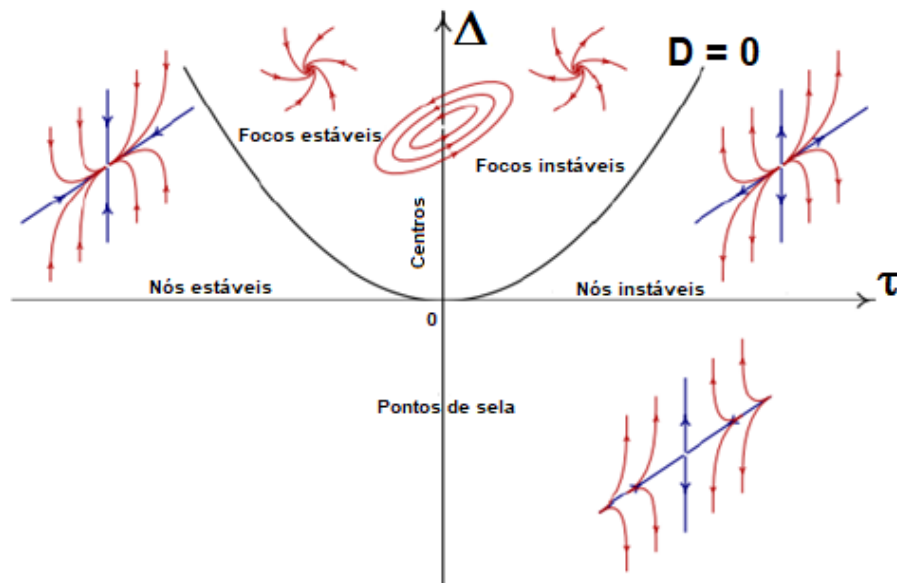 Δ
D = 0
Focos estáveis
Focos instáveis
Centros
Nós estáveis
Nós instáveis
τ
0
Pontos de sela